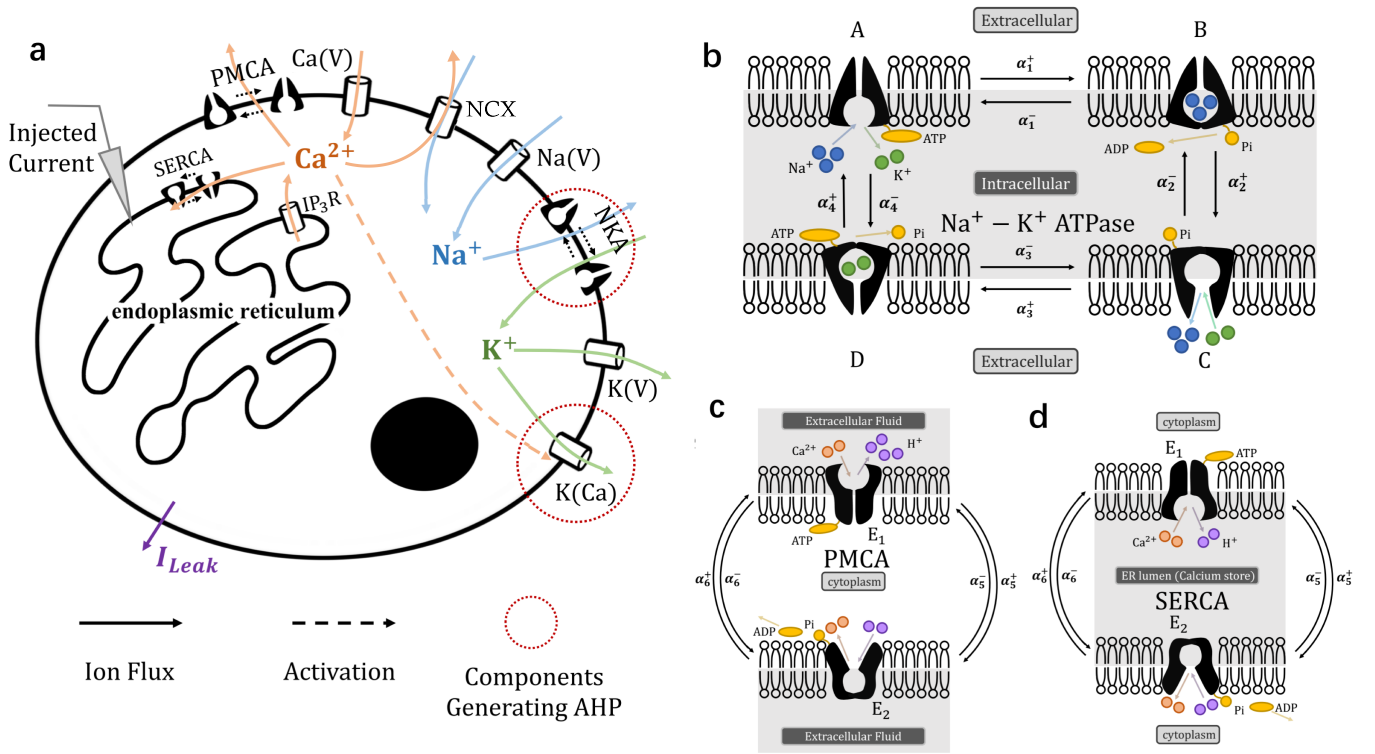 a
PMCA
Ca(V)
NCX
Injected
Current
SERCA
Ca²⁺
Na(V)
IP₃R
NKA
Na⁺
endoplasmic reticulum
K⁺
K(V)
K(Ca)
I_Leak
Ion Flux
Activation
Components
Generating AHP
b
Extracellular
A
B
α₁⁺
α₁⁻
ATP
Na⁺
K⁺
ADP
Pi
Intracellular
α₂⁻
α₂⁺
α₄⁺
α₄⁻
Na⁺ − K⁺ ATPase
ATP
Pi
Pi
α₃⁻
α₃⁺
D
Extracellular
C
c
Extracellular Fluid
Ca²⁺
H⁺
ATP
E₁
PMCA
cytoplasm
α₆⁺
α₆⁻
α₅⁻
α₅⁺
ADP
Pi
E₂
Extracellular Fluid
d
cytoplasm
E₁
ATP
Ca²⁺
H⁺
α₆⁺
α₆⁻
ER lumen (Calcium store)
α₅⁻
α₅⁺
SERCA
E₂
Pi
ADP
cytoplasm